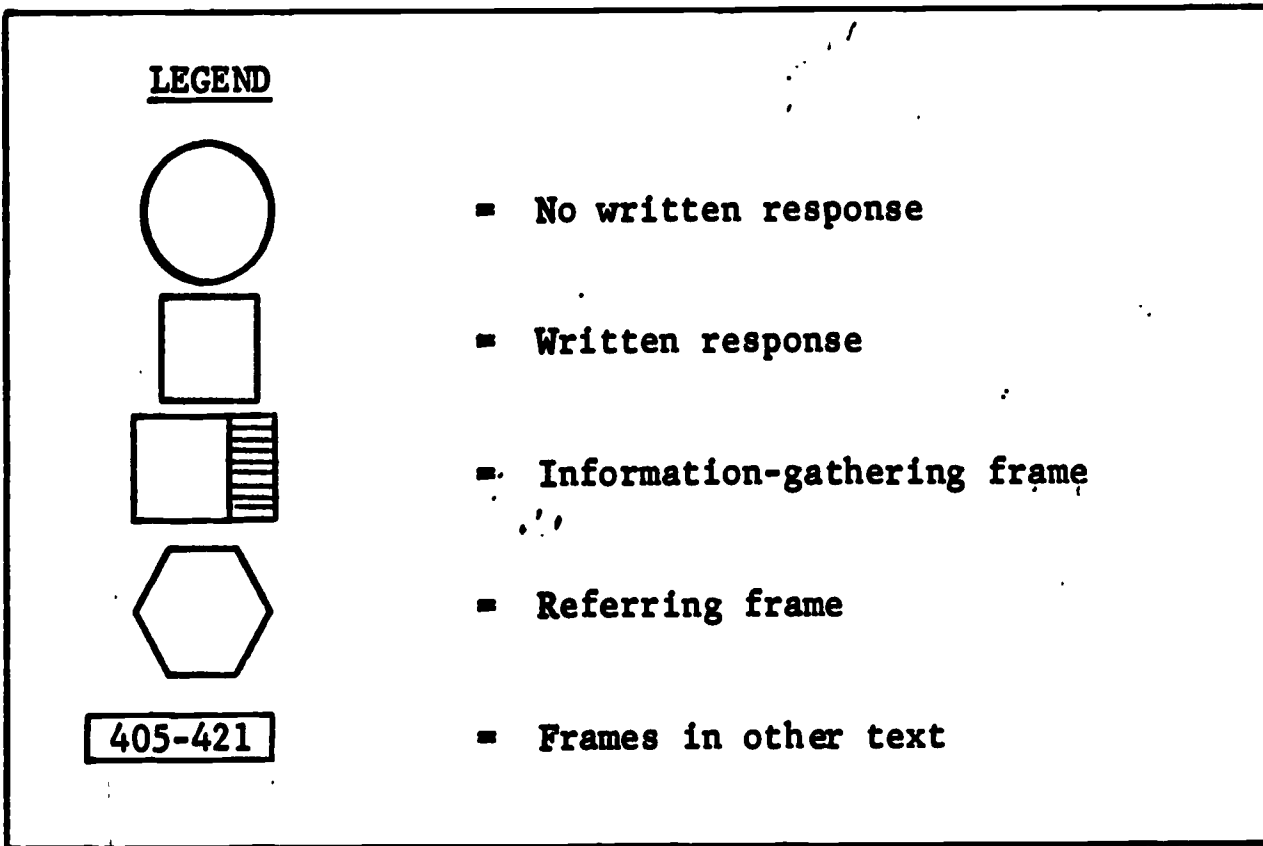 LEGEND
= No written response
= Written response
= Information-gathering frame
= Referring frame
405-421 = Frames in other text